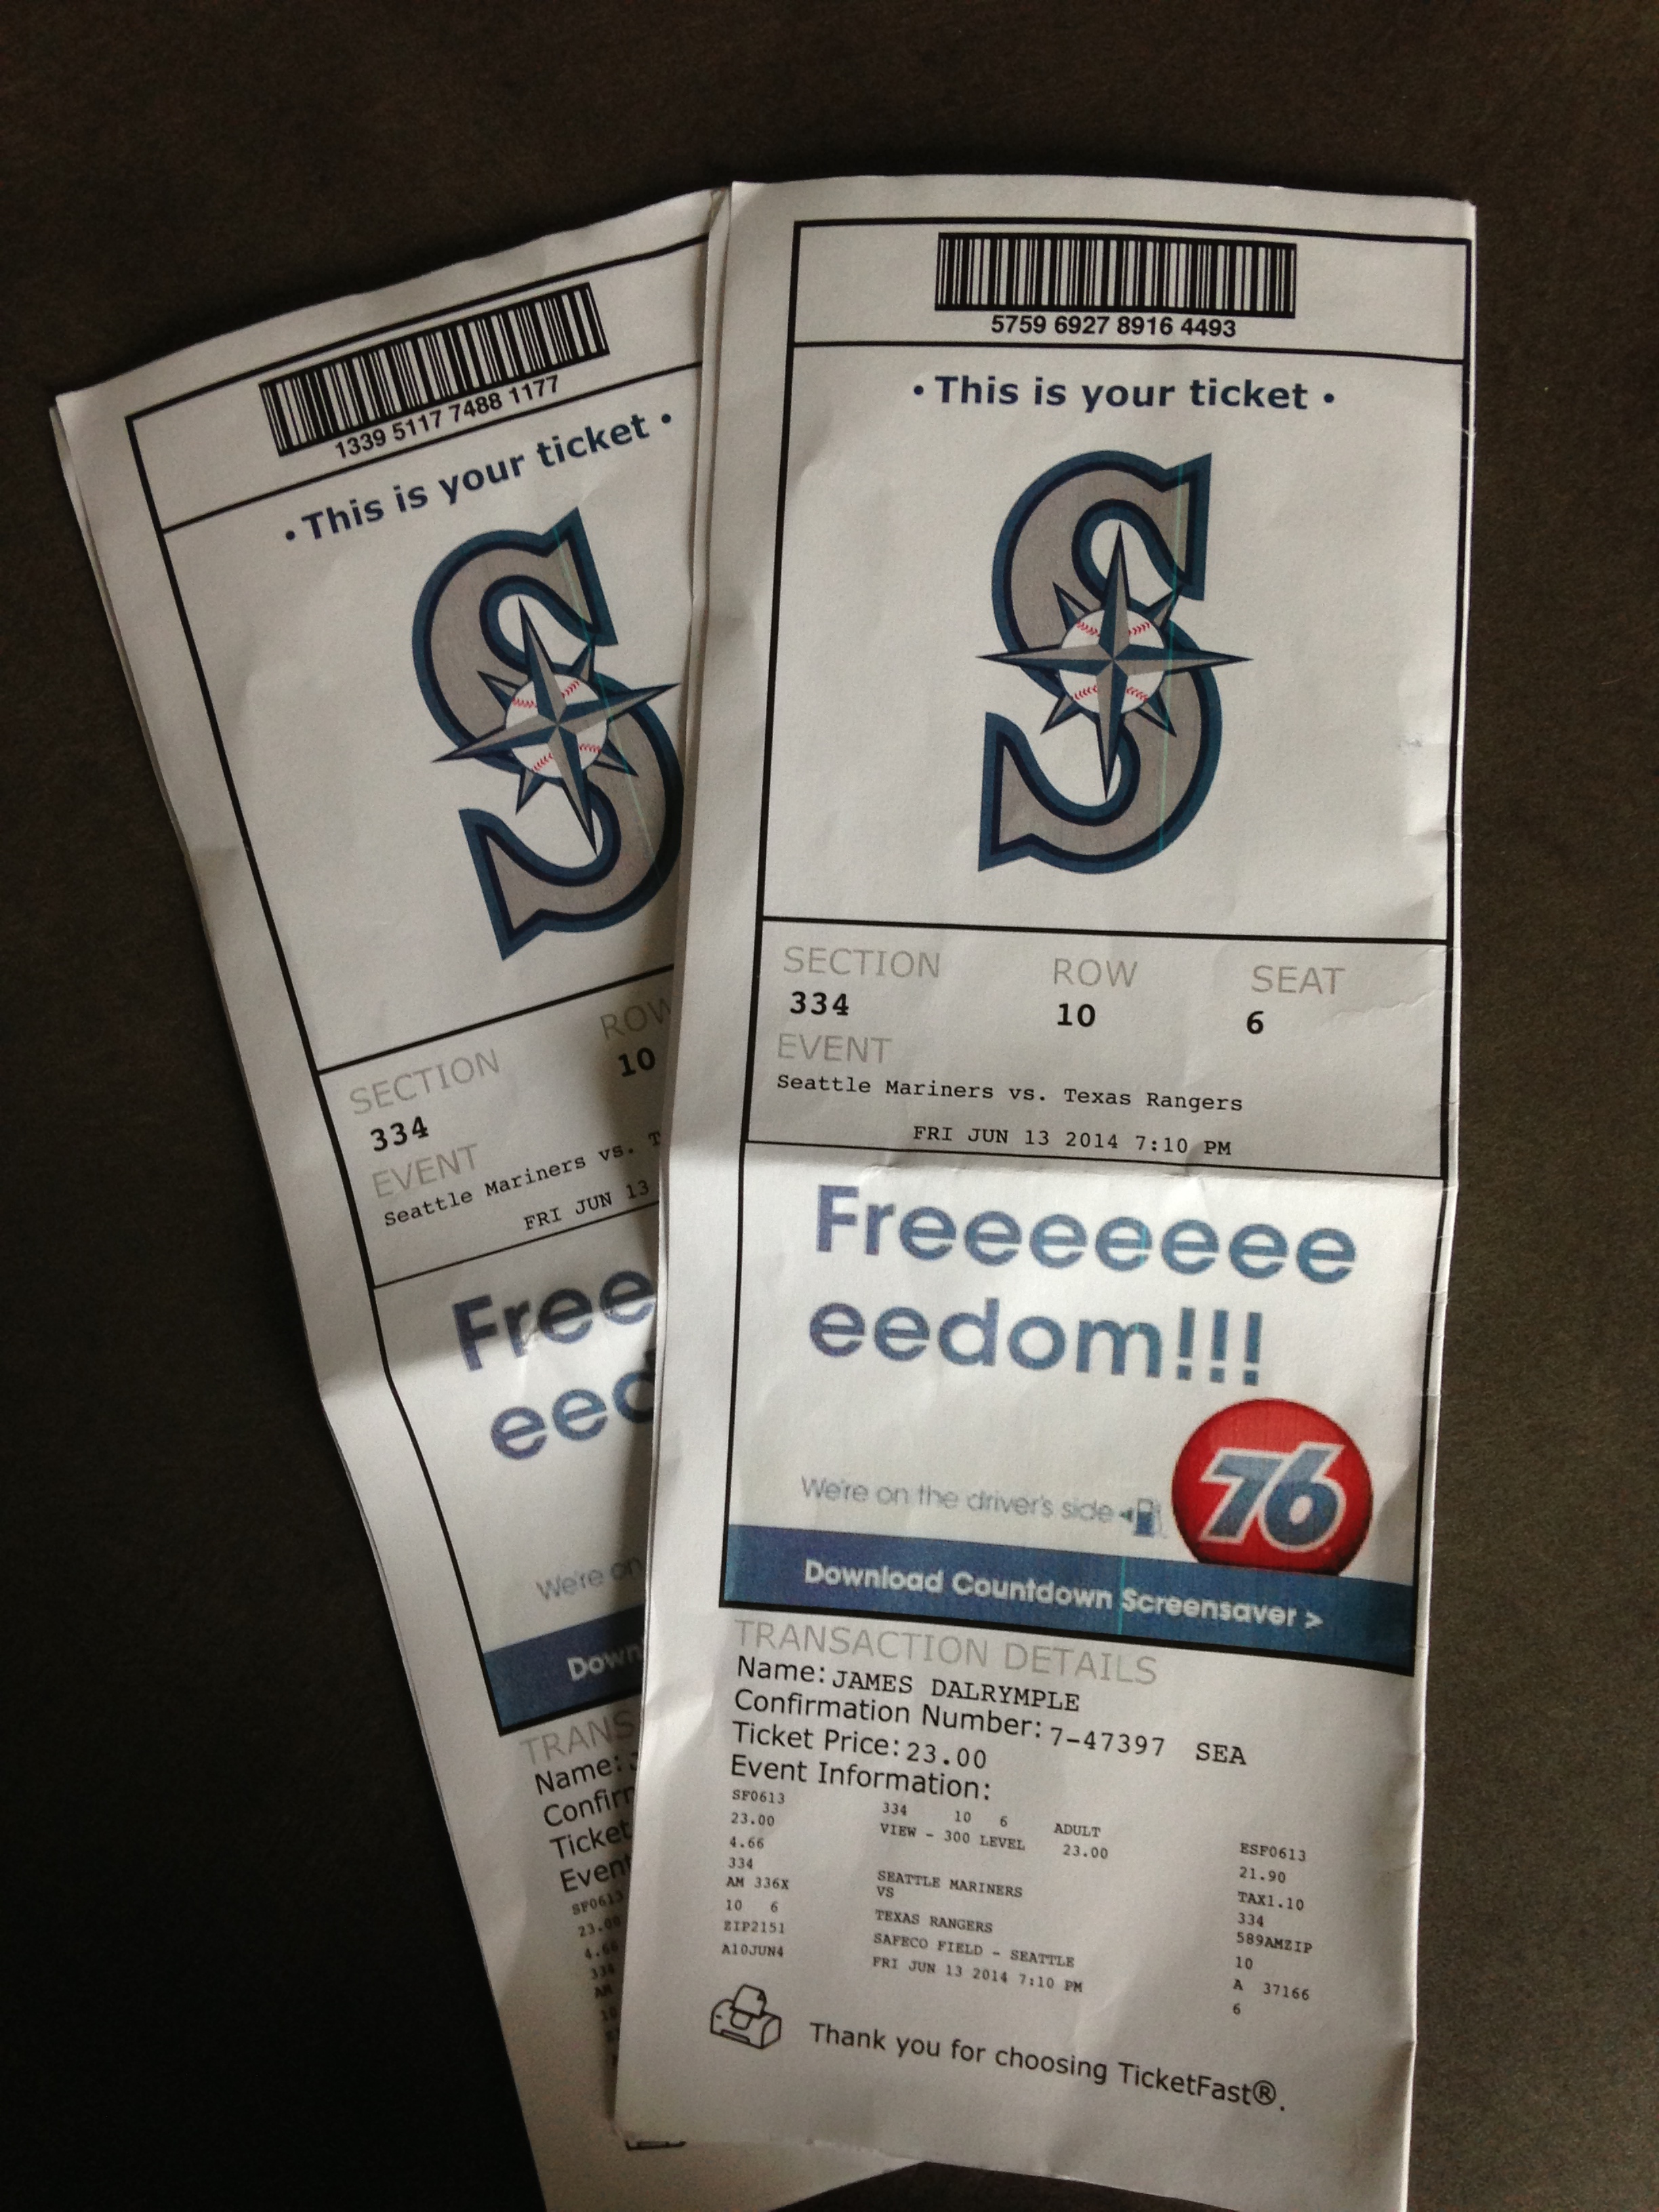 1339 5117 7488 1177
• This is your ticket •
S
SECTION ROW
334 10
EVENT
Seattle Mariners vs. T
FRI JUN 13
Free
eed
We're on
Down
TRANS
Name: J
Confirm
Ticket
Event
SF0613
23.00
4.66
334
AM
10
5759 6927 8916 4493
• This is your ticket •
S
SECTION ROW SEAT
334 10 6
EVENT
Seattle Mariners vs. Texas Rangers
FRI JUN 13 2014 7:10 PM
Freeeeeee
eedom!!!
76
We're on the driver's side
Download Countdown Screensaver >
TRANSACTION DETAILS
Name: JAMES DALRYMPLE
Confirmation Number: 7-47397 SEA
Ticket Price: 23.00
Event Information:
SF0613 334 10 6 ADULT ESF0613
23.00 VIEW - 300 LEVEL 23.00 21.90
4.66 TAX1.10
334 SEATTLE MARINERS 334
AM 336X VS 589AMZIP
10 6 TEXAS RANGERS 10
ZIP2151 SAFECO FIELD - SEATTLE A 37166
A10JUN4 FRI JUN 13 2014 7:10 PM 6
Thank you for choosing TicketFast®.